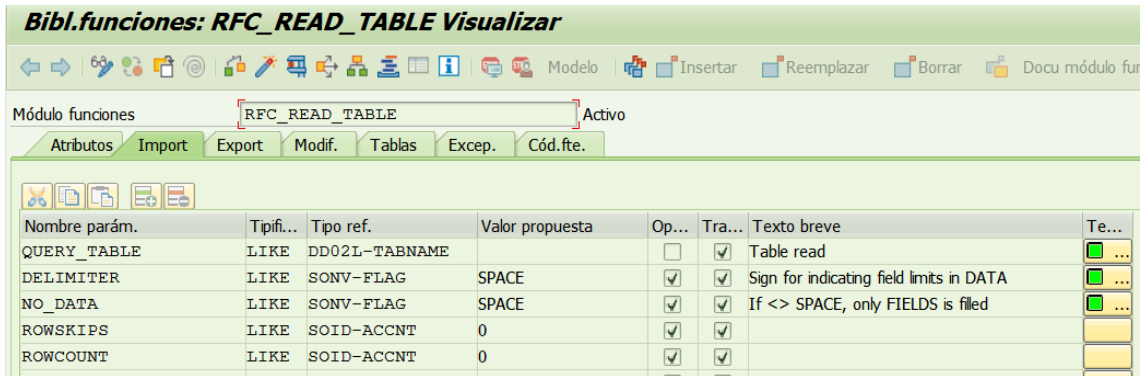 Bibl.funciones: RFC_READ_TABLE Visualizar
Modelo Insertar Reemplazar Borrar Docu módulo fur
Módulo funciones RFC_READ_TABLE Activo
Atributos Import Export Modif. Tablas Excep. Cód.fte.
Nombre parám. Tipifi... Tipo ref. Valor propuesta Op... Tra... Texto breve Te...
QUERY_TABLE LIKE DD02L-TABNAME Table read ...
DELIMITER LIKE SONV-FLAG SPACE Sign for indicating field limits in DATA ...
NO_DATA LIKE SONV-FLAG SPACE If <> SPACE, only FIELDS is filled ...
ROWSKIPS LIKE SOID-ACCNT 0
ROWCOUNT LIKE SOID-ACCNT 0